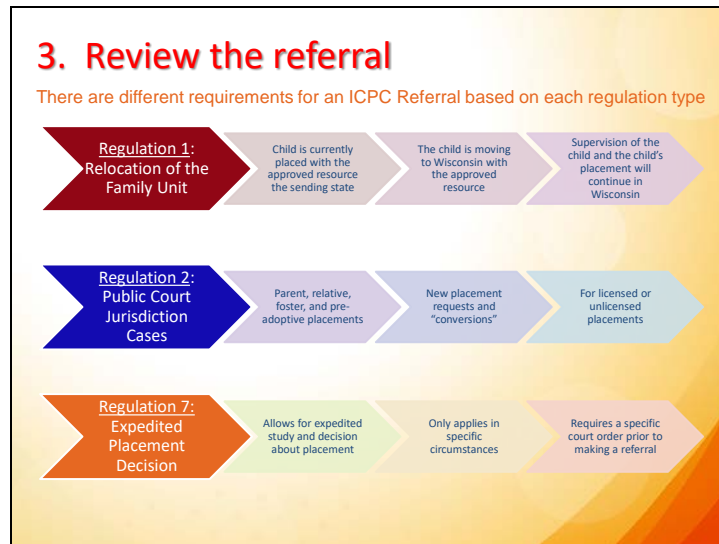 3. Review the referral
There are different requirements for an ICPC Referral based on each regulation type
Regulation 1:
Relocation of the
Family Unit
Child is currently
placed with the
approved resource
the sending state
The child is moving
to Wisconsin with
the approved
resource
Supervision of
the child and the child's
placement will
continue in
Wisconsin
Regulation 2:
Public Court
Jurisdiction
Cases
Parent, relative,
foster, and pre-
adoptive placements
New placement
requests and
"conversions"
For licensed or
unlicensed
placements
Regulation 7:
Expedited
Placement
Decision
Allows for expedited
study and decision
about placement
Only applies in
specific
circumstances
Requires a specific
court order prior to
making a referral